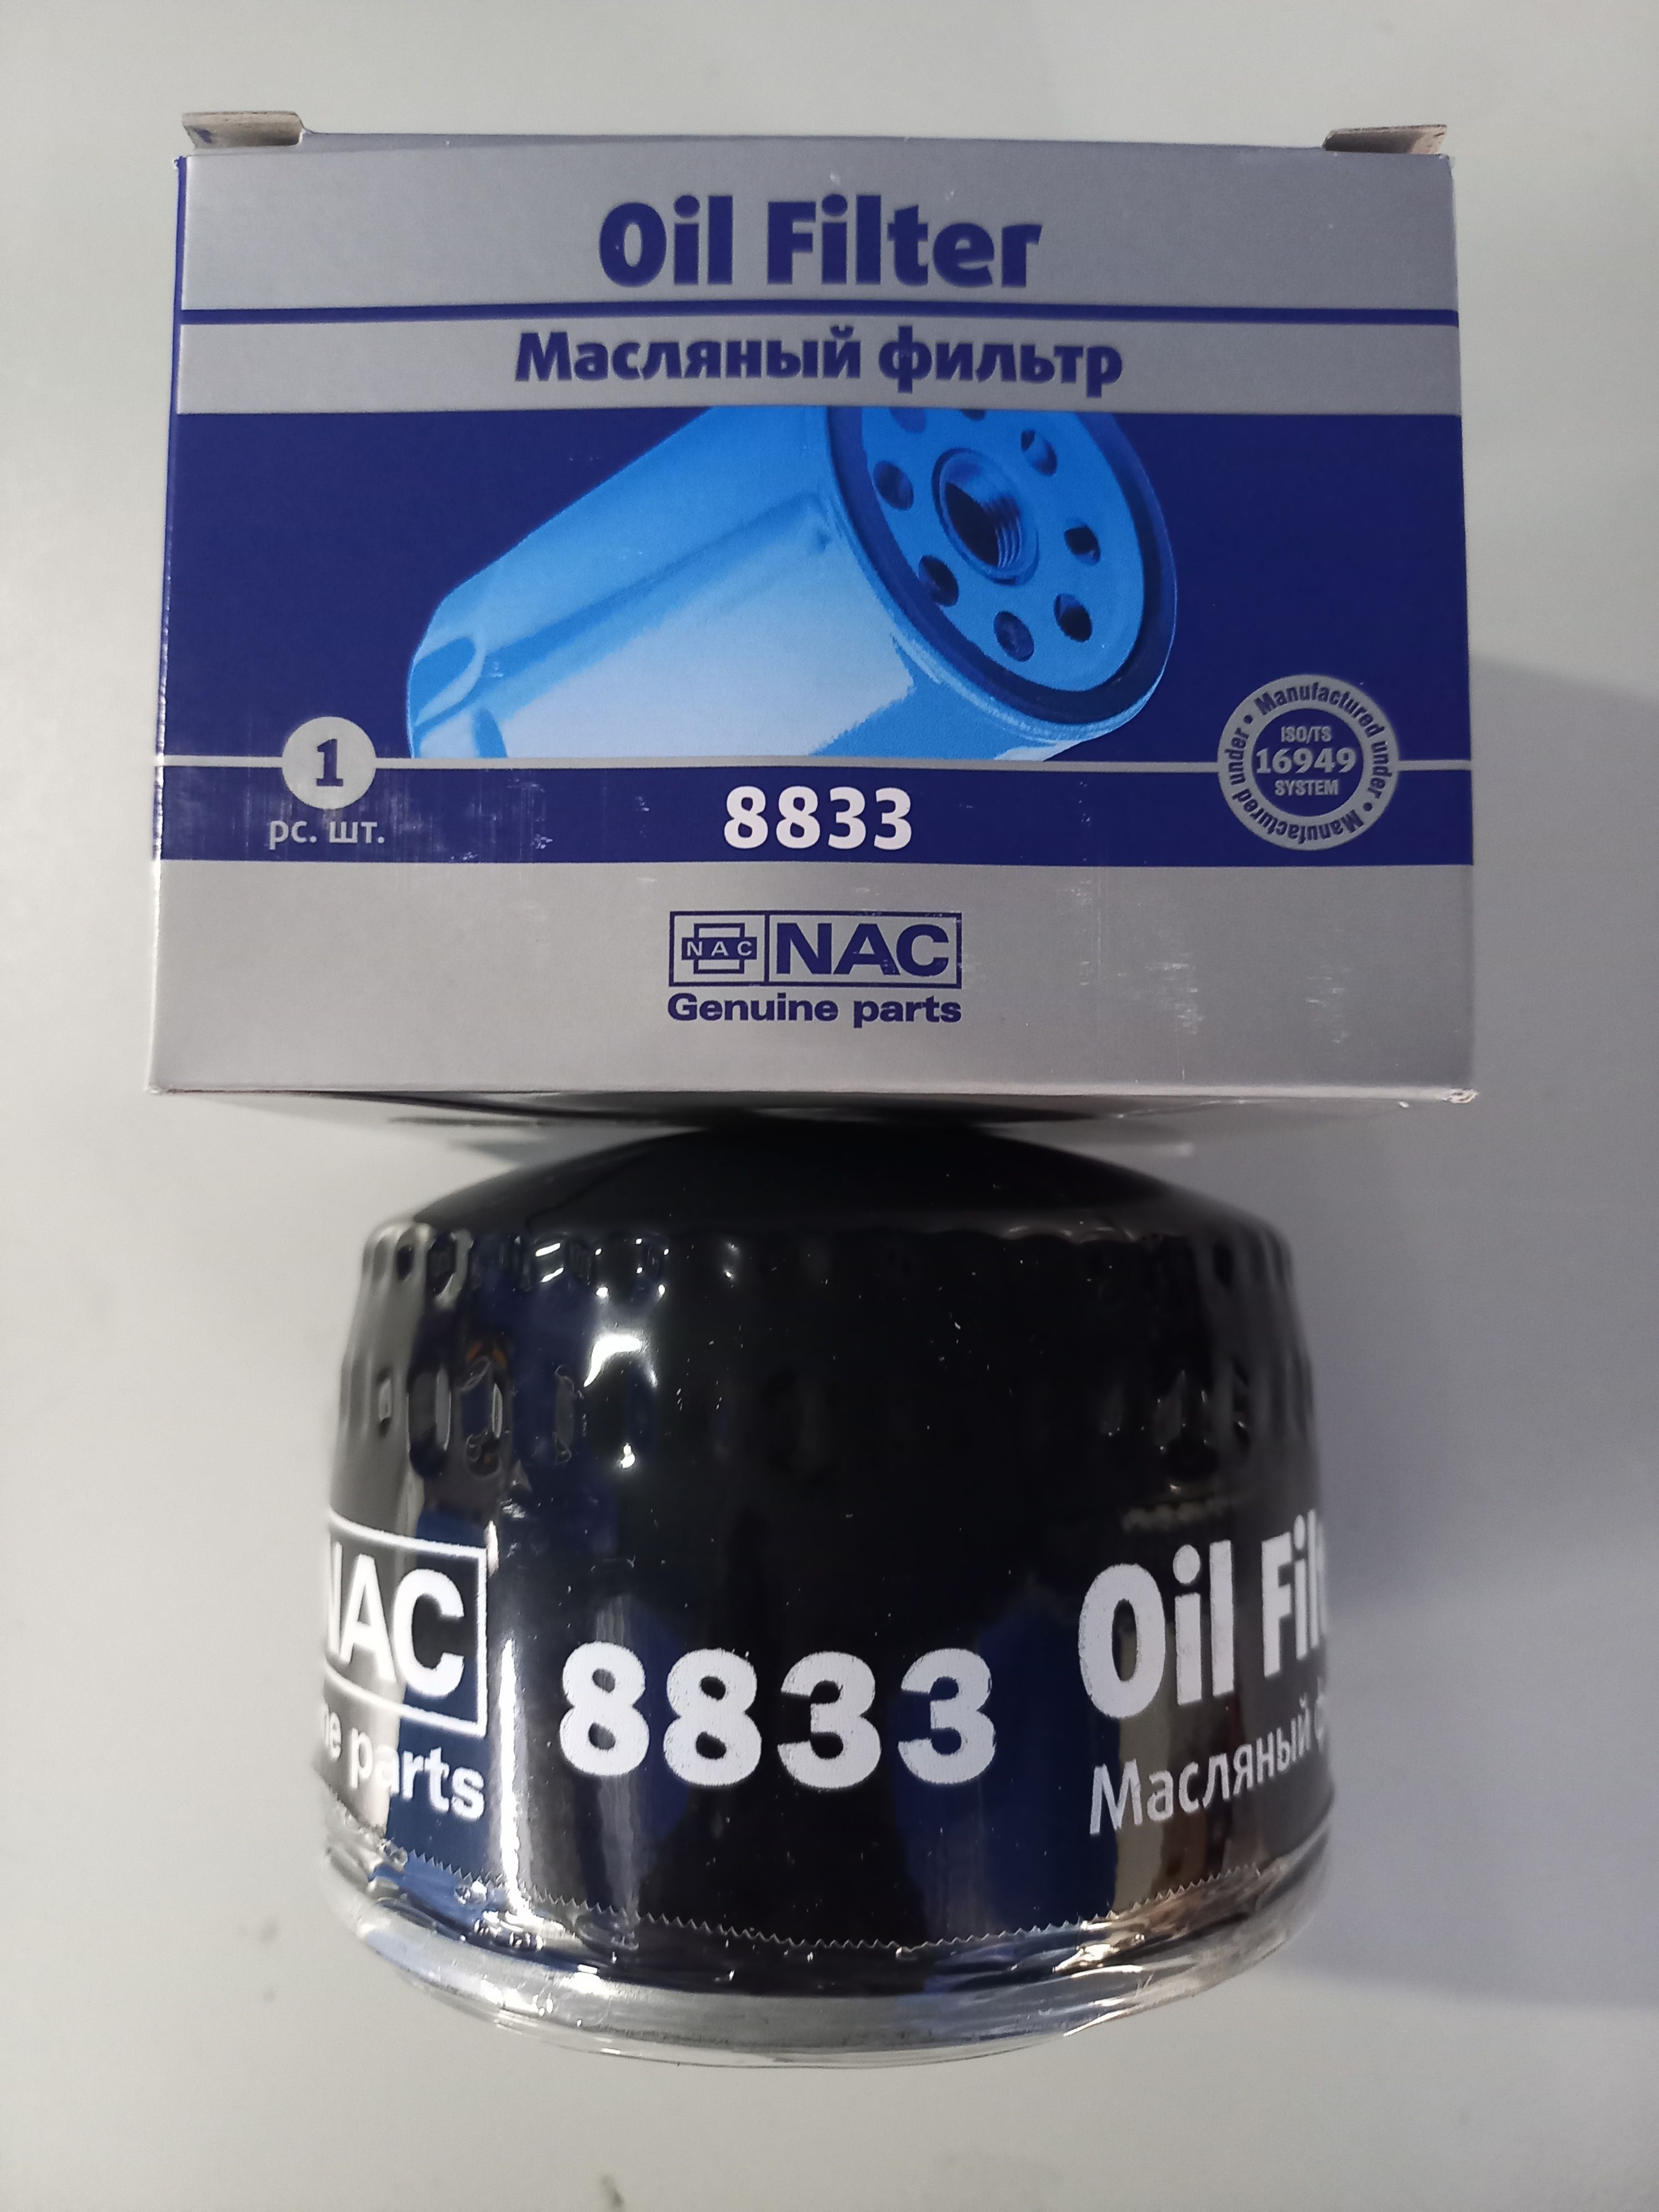 Oil Filter
Масляный фильтр
Manufactured under • Manufactured under •
ISO/TS
16949
SYSTEM
1
pc. шт.
8833
NAC NAC
Genuine parts
NAC
parts
8833
Oil
Масляный